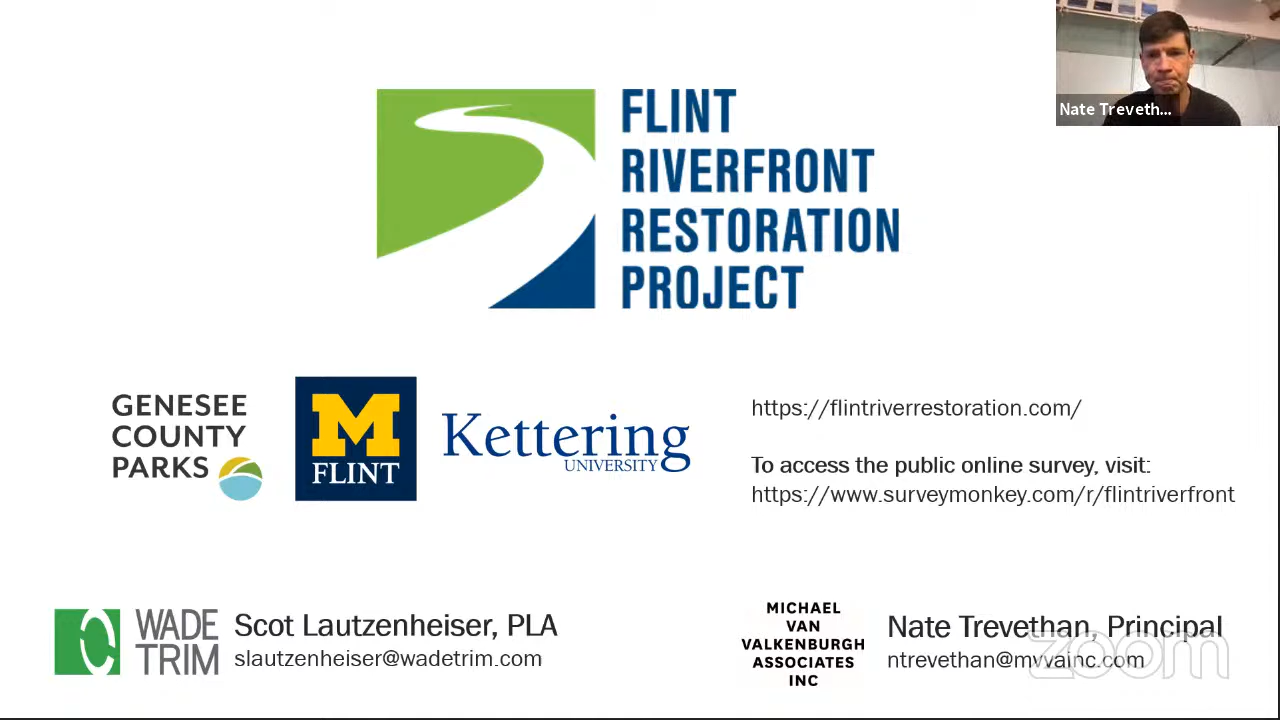 Nate Treveth...
FLINT
RIVERFRONT
RESTORATION
PROJECT
GENESEE
COUNTY
PARKS
M
FLINT
Kettering
UNIVERSITY
https://flintriverrestoration.com/
To access the public online survey, visit:
https://www.surveymonkey.com/r/flintriverfront
WADE
TRIM
Scot Lautzenheiser, PLA
slautzenheiser@wadetrim.com
MICHAEL
VAN
VALKENBURGH
ASSOCIATES
INC
Nate Trevethan, Principal
ntrevethan@mvvainc.com
zoom